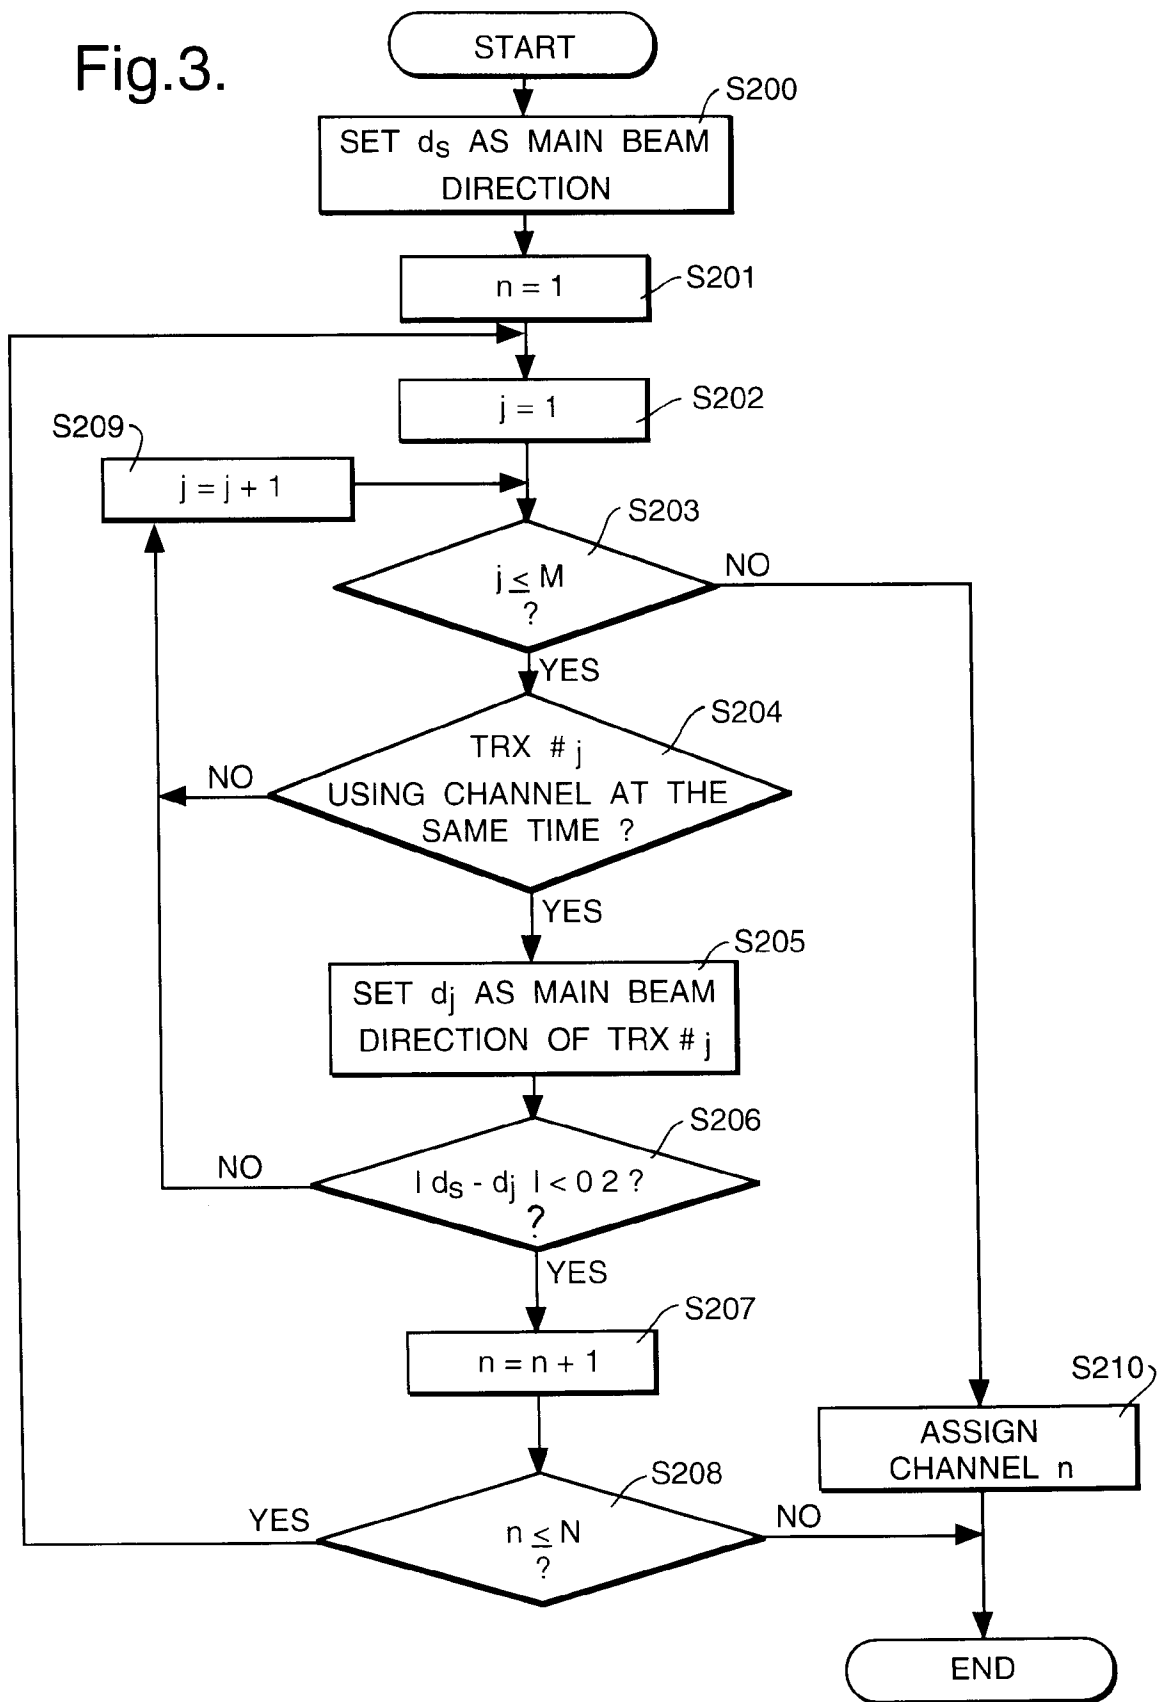 Fig.3.
START
S200
SET ds AS MAIN BEAM
DIRECTION
S201
n = 1
S202
j = 1
S209
j = j + 1
S203
j ≤ M
?
NO
YES
S204
TRX # j
USING CHANNEL AT THE
SAME TIME ?
NO
YES
S205
SET dj AS MAIN BEAM
DIRECTION OF TRX # j
S206
I ds - dj I < 0 2 ?
?
NO
YES
S207
n = n + 1
S210
ASSIGN
CHANNEL n
S208
n ≤ N
?
YES
NO
END